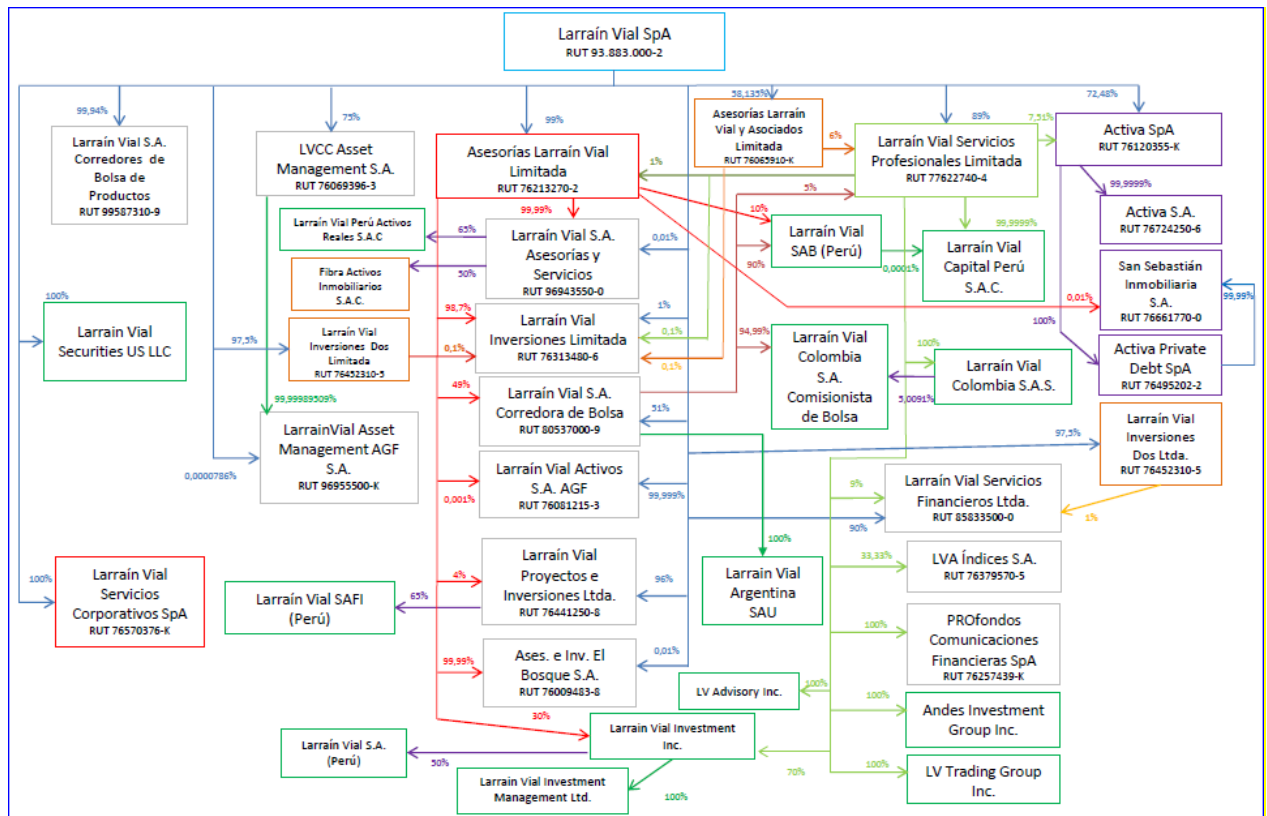 Larraín Vial SpA
RUT 93.883.000-2
99,94%
75%
99%
58,135%
89%
72,48%
Larraín Vial S.A.
Corredores de
Bolsa de
Productos
RUT 99587310-9
LVCC Asset
Management S.A.
RUT 76069396-3
Asesorías Larraín Vial
Limitada
RUT 76213270-2
Asesorías Larraín
Vial y Asociados
Limitada
RUT 76065910-K
6%
Larraín Vial Servicios
Profesionales Limitada
RUT 77622740-4
7,51%
Activa SpA
RUT 76120355-K
1%
5%
99,9999%
99,99%
10%
99,9999%
Larraín Vial Perú Activos
Reales S.A.C
65%
Larraín Vial S.A.
Asesorías y
Servicios
RUT 96943550-0
0,01%
Larraín Vial
SAB (Perú)
90%
0,0001%
Larraín Vial
Capital Perú
S.A.C.
Activa S.A.
RUT 76724250-6
Fibra Activos
Inmobiliarios
S.A.C.
50%
San Sebastián
Inmobiliaria
S.A.
RUT 76661770-0
0,01%
99,99%
100%
Larrain Vial
Securities US LLC
97,5%
Larraín Vial
Inversiones Dos
Limitada
RUT 76452310-5
98,7%
0,1%
Larraín Vial
Inversiones Limitada
RUT 76313480-6
1%
0,1%
0,1%
94,99%
Larraín Vial
Colombia
S.A.
Comisionista
de Bolsa
100%
Larraín Vial
Colombia S.A.S.
5,0091%
100%
Activa Private
Debt SpA
RUT 76495202-2
99,99989509%
49%
Larraín Vial S.A.
Corredora de Bolsa
RUT 80537000-9
51%
LarrainVial Asset
Management AGF
S.A.
RUT 96955500-K
0,0000786%
97,5%
Larraín Vial
Inversiones
Dos Ltda.
RUT 76452310-5
0,001%
Larraín Vial Activos
S.A. AGF
RUT 76081215-3
99,999%
9%
90%
Larraín Vial Servicios
Financieros Ltda.
RUT 85833500-0
1%
100%
Larraín Vial
Servicios
Corporativos SpA
RUT 76570376-K
Larraín Vial SAFI
(Perú)
65%
4%
Larraín Vial
Proyectos e
Inversiones Ltda.
RUT 76441250-8
96%
100%
Larrain Vial
Argentina
SAU
33,33%
LVA Índices S.A.
RUT 76379570-5
100%
PROfondos
Comunicaciones
Financieras SpA
RUT 76257439-K
99,99%
Ases. e Inv. El
Bosque S.A.
RUT 76009483-8
0,01%
LV Advisory Inc.
100%
100%
Andes Investment
Group Inc.
30%
Larrain Vial Investment
Inc.
70%
Larraín Vial S.A.
(Perú)
50%
Larrain Vial Investment
Management Ltd.
100%
100%
LV Trading Group
Inc.